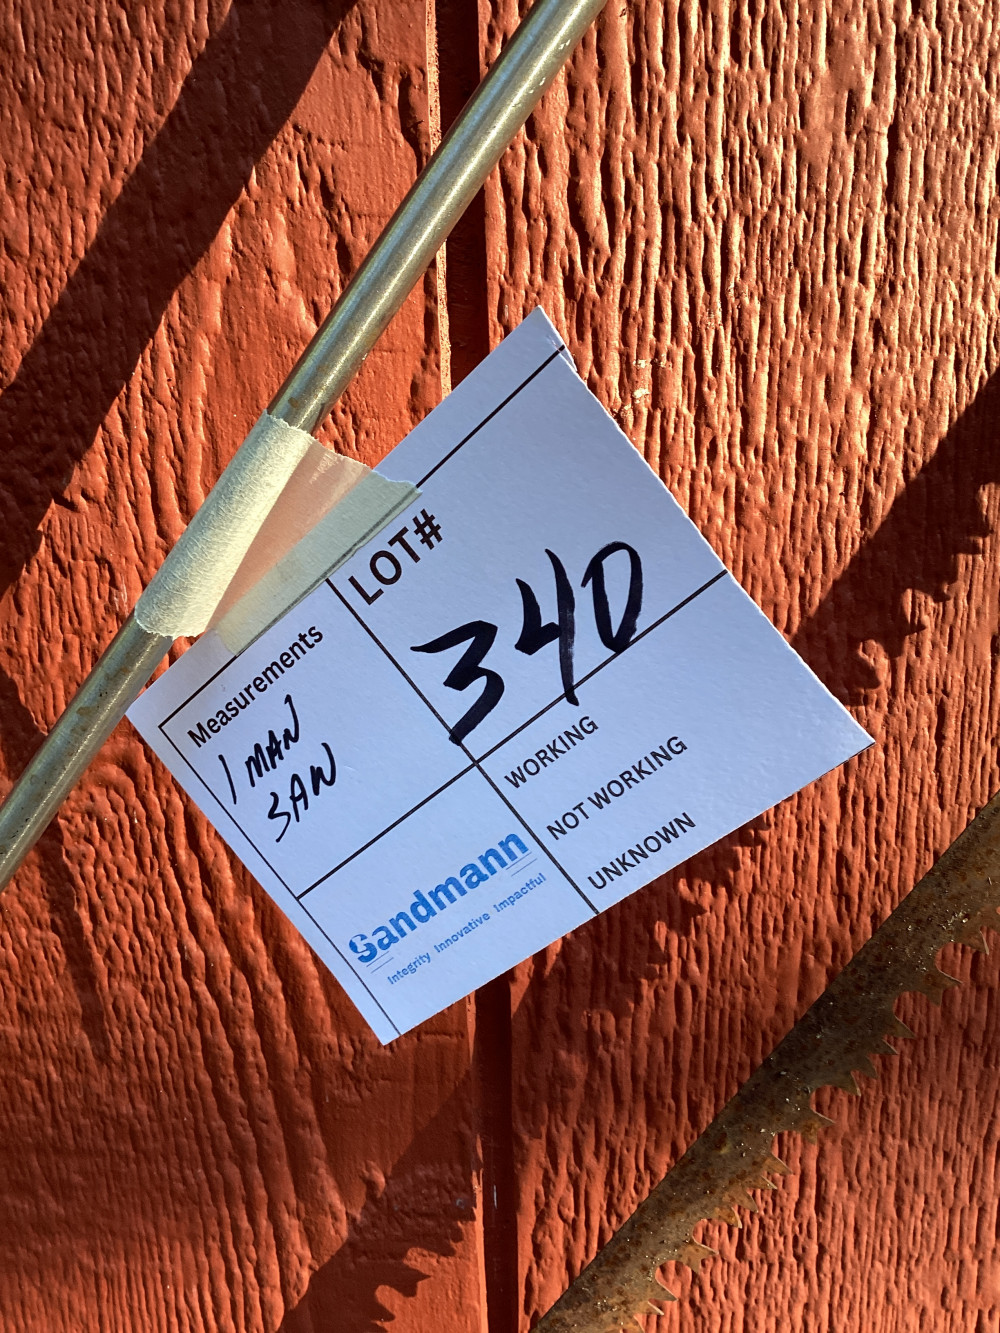 LOT#
340
Measurements
1 MAN
SAW
WORKING
NOT WORKING
UNKNOWN
Sandmann
Integrity Innovative Impactful